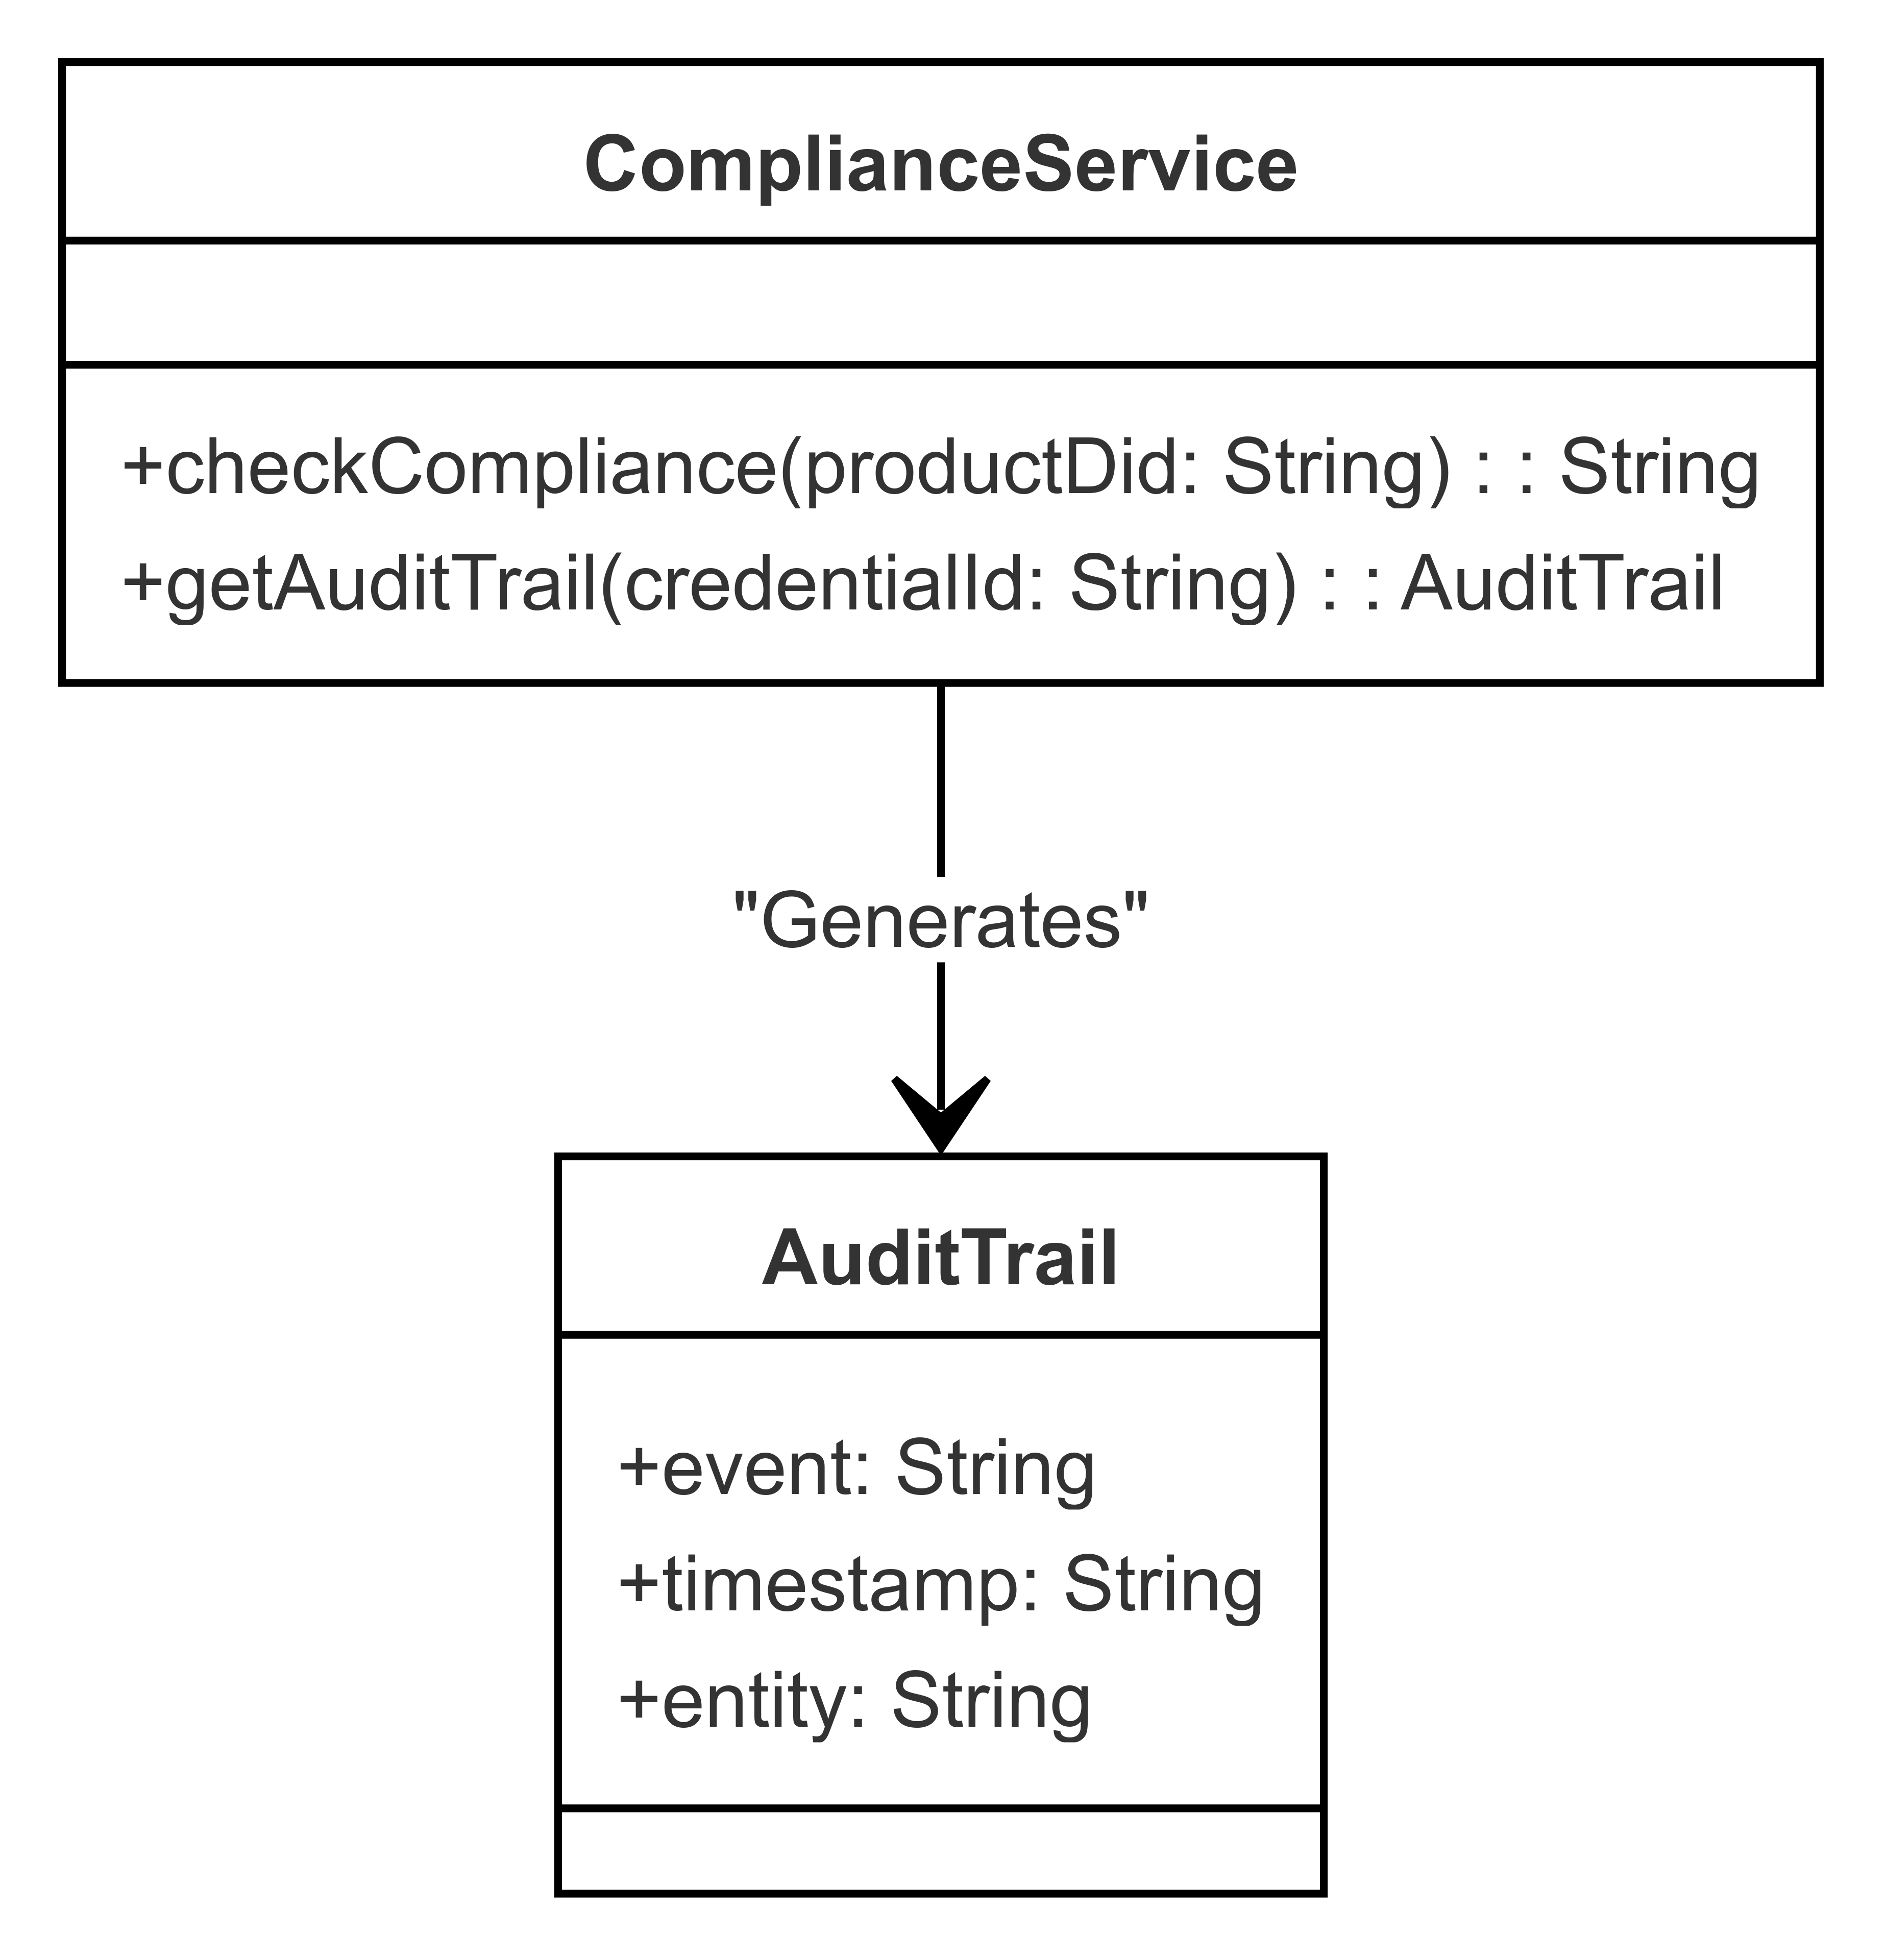 ComplianceService
+checkCompliance(productDid: String) : : String
+getAuditTrail(credentialId: String) : : AuditTrail
"Generates"
AuditTrail
+event: String
+timestamp: String
+entity: String